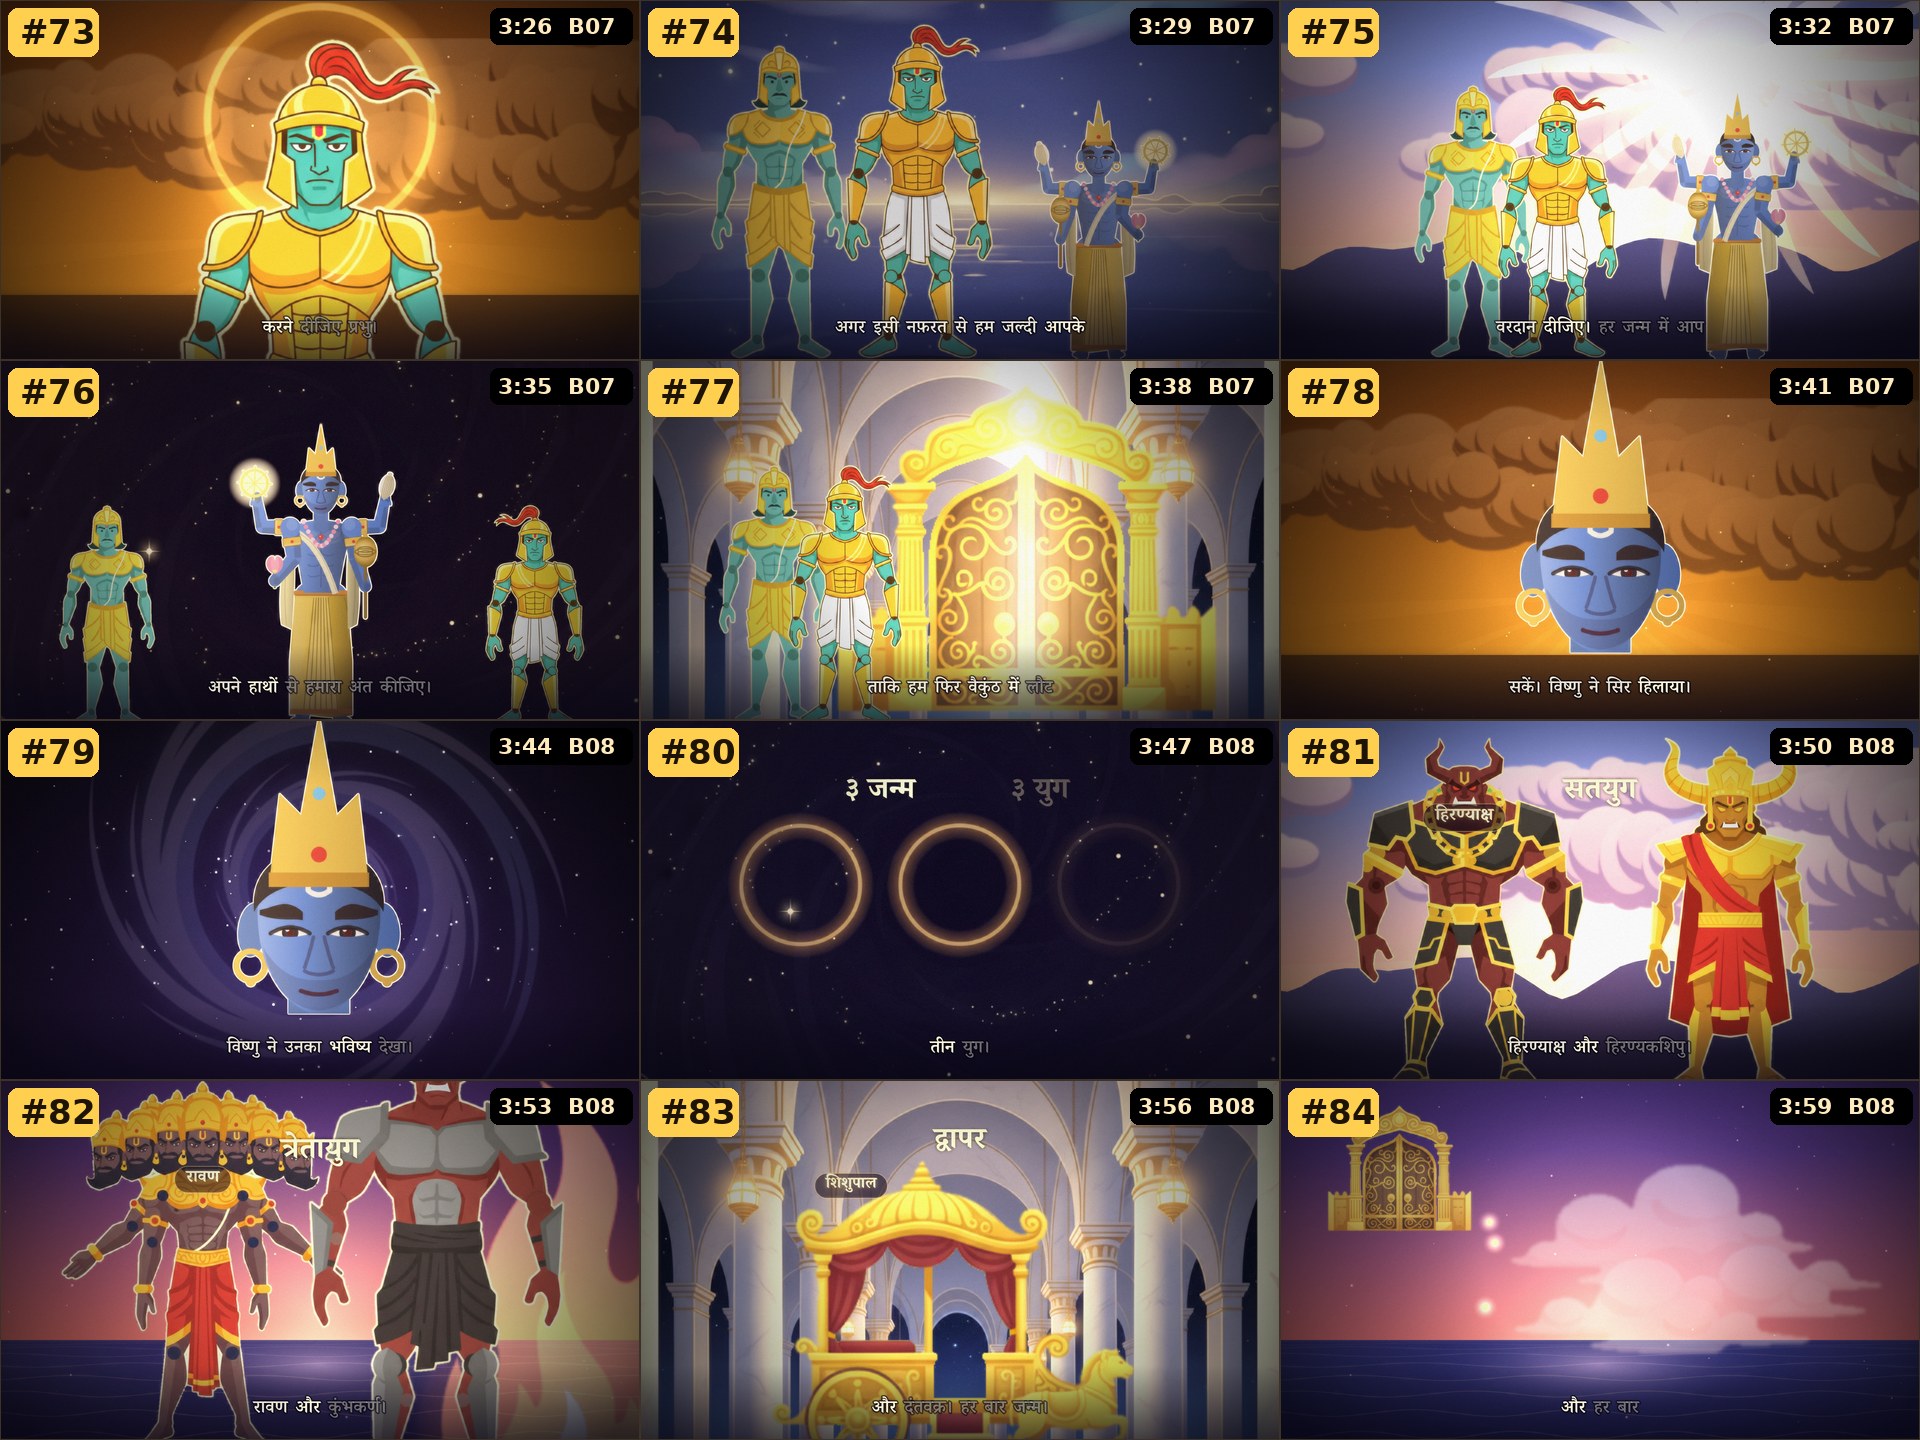 #73
3:26 B07
करने दीजिए प्रभु।
#74
3:29 B07
अगर इसी नफ़रत से हम जल्दी आपके
#75
3:32 B07
वरदान दीजिए। हर जन्म में आप
#76
3:35 B07
अपने हाथों से हमारा अंत कीजिए।
#77
3:38 B07
ताकि हम फिर वैकुंठ में लौट
#78
3:41 B07
सकें। विष्णु ने सिर हिलाया।
#79
3:44 B08
विष्णु ने उनका भविष्य देखा।
#80
3:47 B08
३ जन्म
३ युग
तीन युग।
#81
3:50 B08
सतयुग
हिरण्याक्ष
हिरण्याक्ष और हिरण्यकशिपु।
#82
3:53 B08
त्रेतायुग
रावण
रावण और कुंभकर्ण।
#83
3:56 B08
द्वापर
शिशुपाल
और दंतवक्र। हर बार जन्म।
#84
3:59 B08
और हर बार